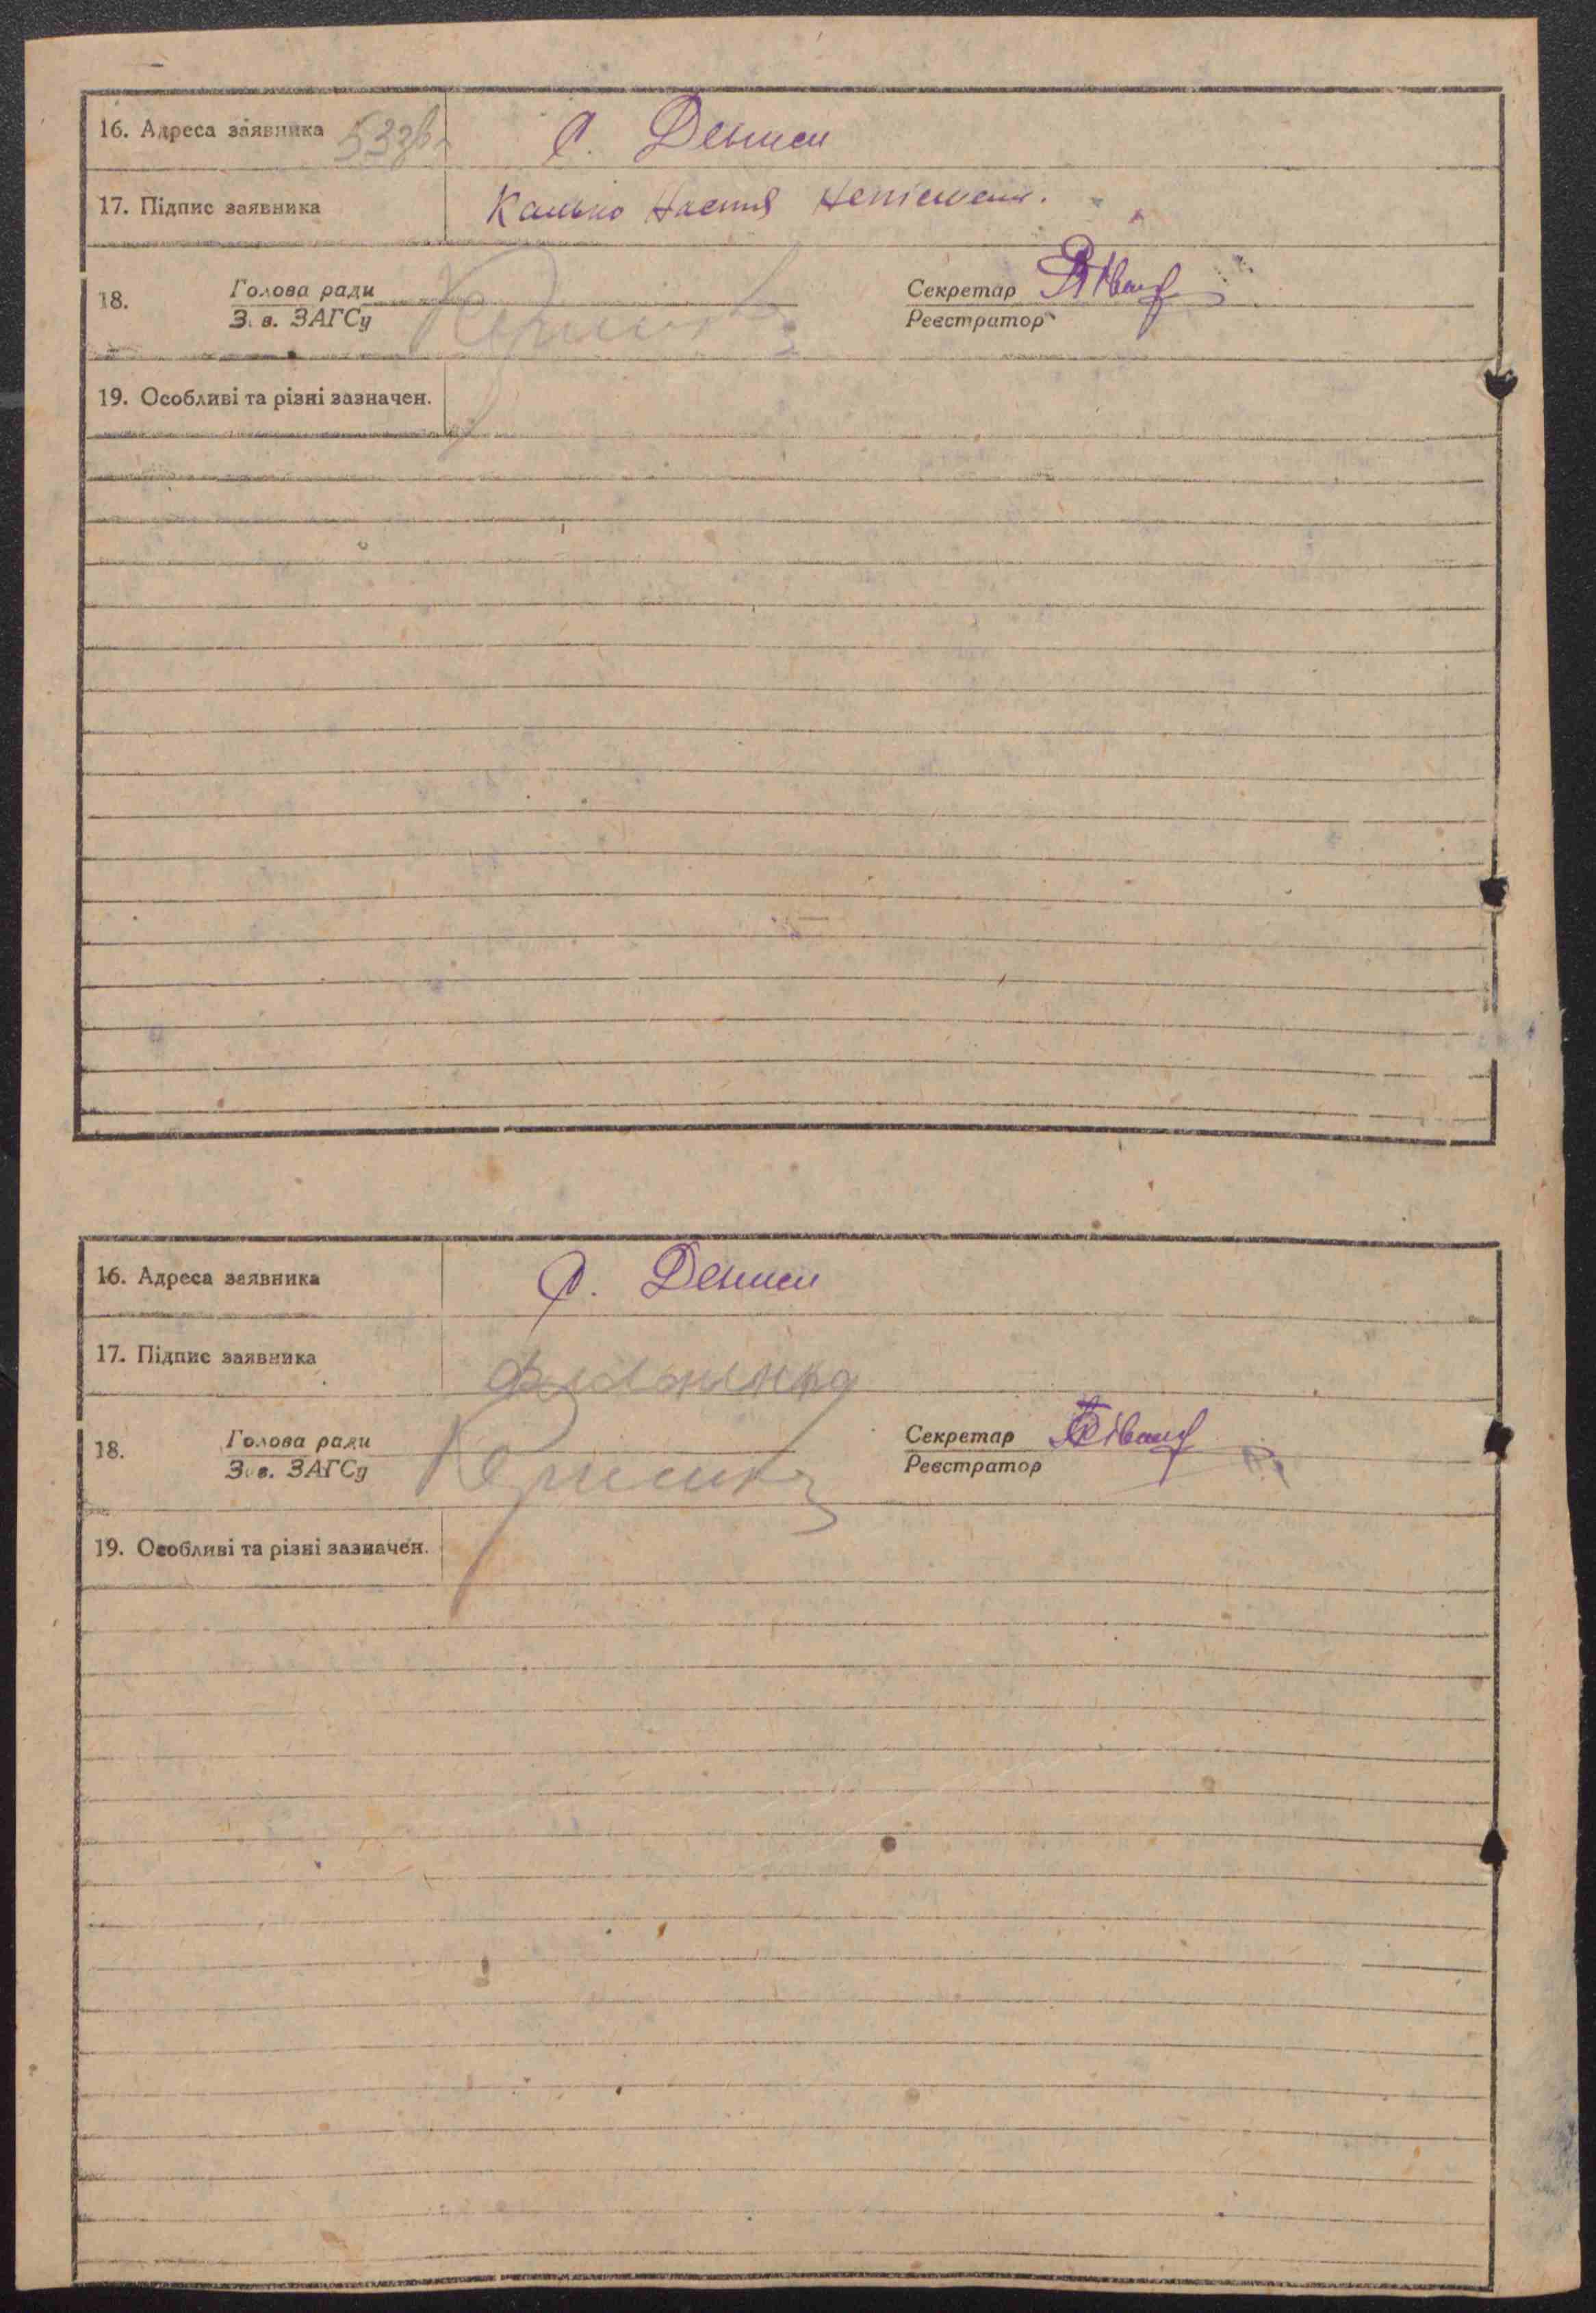 16. Адреса заявника 53зв. С. Дениси
17. Підпис заявника Калько Настя Неписьмен.
18. Голова ради Секретар
З. в. ЗАГСу Реєстратор
19. Особливі та різні зазначен.
16. Адреса заявника С. Дениси
17. Підпис заявника
18. Голова ради Секретар
З. в. ЗАГСу Реєстратор
19. Особливі та різні зазначен.